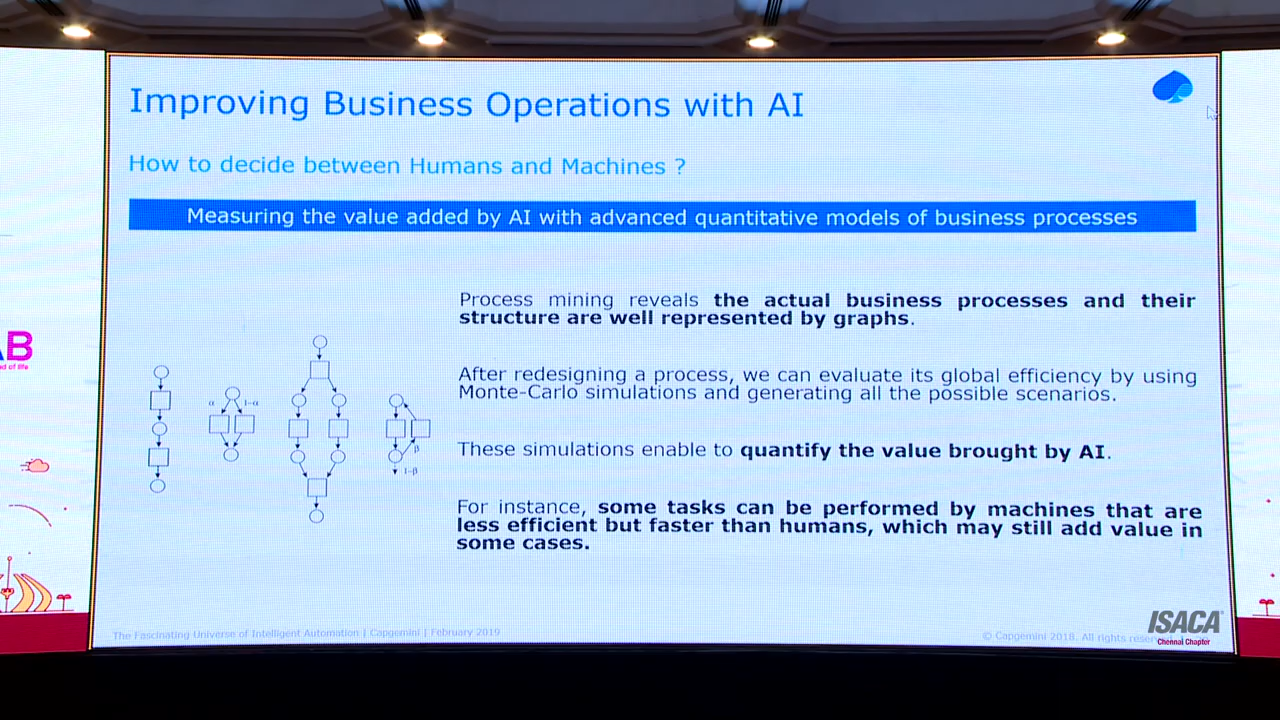 Improving Business Operations with AI
How to decide between Humans and Machines ?
Measuring the value added by AI with advanced quantitative models of business processes
Process mining reveals the actual business processes and their
structure are well represented by graphs.
After redesigning a process, we can evaluate its global efficiency by using
Monte-Carlo simulations and generating all the possible scenarios.
These simulations enable to quantify the value brought by AI.
For instance, some tasks can be performed by machines that are
less efficient but faster than humans, which may still add value in
some cases.
α 1-α
β
1-β
AB
ed of life
The Fascinating Universe of Intelligent Automation | Capgemini | February 2019
© Capgemini 2018. All rights reser
ISACA
Chennai Chapter